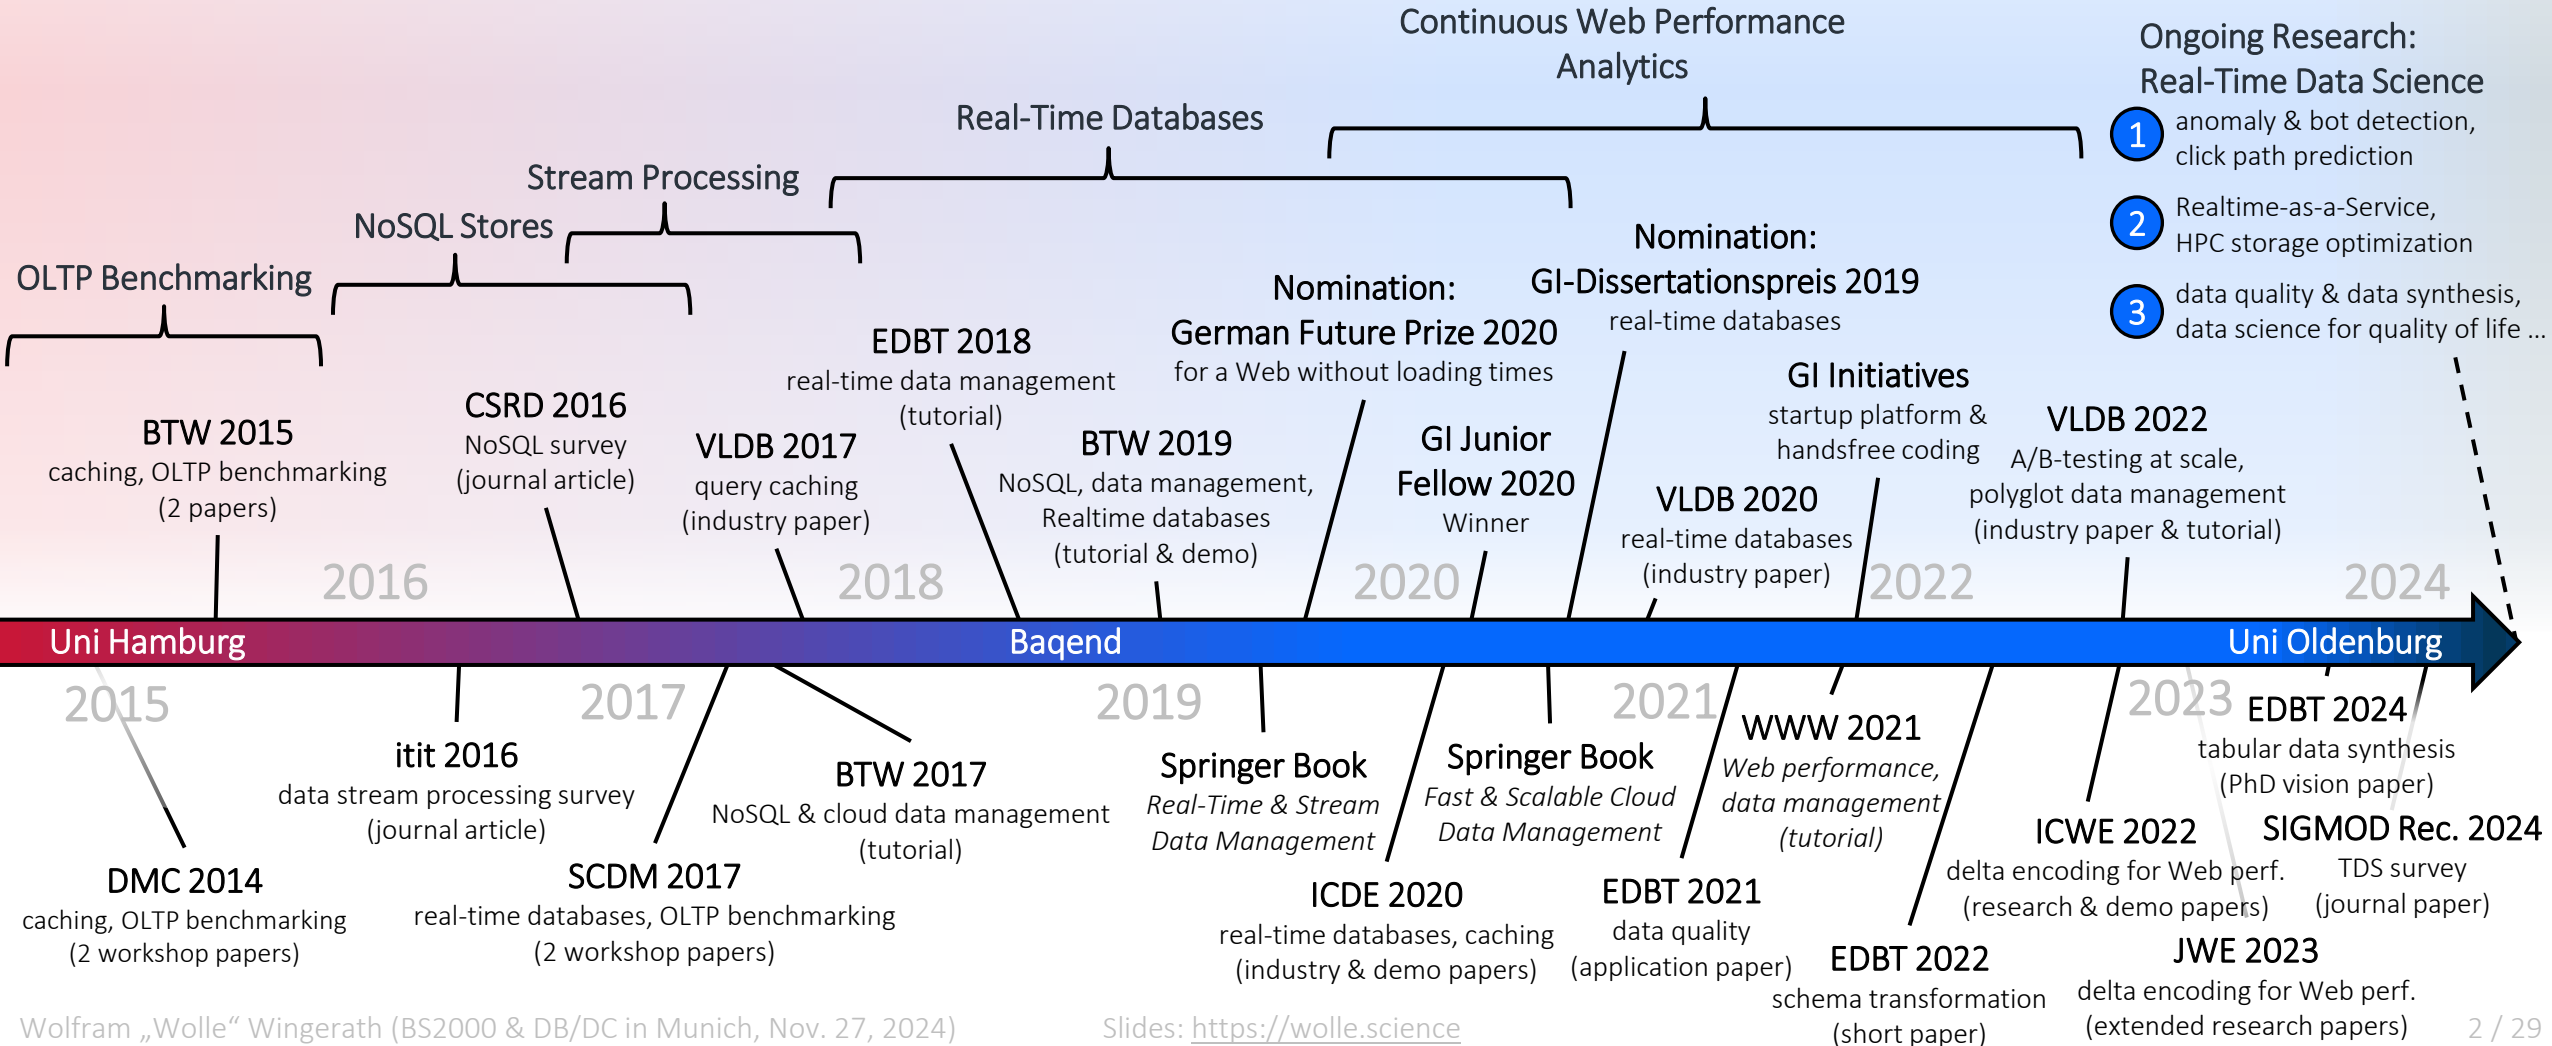 Continuous Web Performance
Analytics
Ongoing Research:
Real-Time Data Science
1
anomaly & bot detection,
click path prediction
2
Realtime-as-a-Service,
HPC storage optimization
3
data quality & data synthesis,
data science for quality of life ...
Real-Time Databases
Stream Processing
NoSQL Stores
OLTP Benchmarking
BTW 2015
caching, OLTP benchmarking
(2 papers)
CSRD 2016
NoSQL survey
(journal article)
VLDB 2017
query caching
(industry paper)
EDBT 2018
real-time data management
(tutorial)
BTW 2019
NoSQL, data management,
Realtime databases
(tutorial & demo)
Nomination:
German Future Prize 2020
for a Web without loading times
GI Junior
Fellow 2020
Winner
Nomination:
GI-Dissertationspreis 2019
real-time databases
VLDB 2020
real-time databases
(industry paper)
GI Initiatives
startup platform &
handsfree coding
VLDB 2022
A/B-testing at scale,
polyglot data management
(industry paper & tutorial)
2016
2018
2020
2022
2024
Uni Hamburg
Baqend
Uni Oldenburg
2015
2017
2019
2021
2023
DMC 2014
caching, OLTP benchmarking
(2 workshop papers)
itit 2016
data stream processing survey
(journal article)
SCDM 2017
real-time databases, OLTP benchmarking
(2 workshop papers)
BTW 2017
NoSQL & cloud data management
(tutorial)
Springer Book
Real-Time & Stream
Data Management
ICDE 2020
real-time databases, caching
(industry & demo papers)
Springer Book
Fast & Scalable Cloud
Data Management
EDBT 2021
data quality
(application paper)
WWW 2021
Web performance,
data management
(tutorial)
EDBT 2022
schema transformation
(short paper)
ICWE 2022
delta encoding for Web perf.
(research & demo papers)
JWE 2023
delta encoding for Web perf.
(extended research papers)
EDBT 2024
tabular data synthesis
(PhD vision paper)
SIGMOD Rec. 2024
TDS survey
(journal paper)
Wolfram „Wolle“ Wingerath (BS2000 & DB/DC in Munich, Nov. 27, 2024)
Slides: https://wolle.science
2 / 29